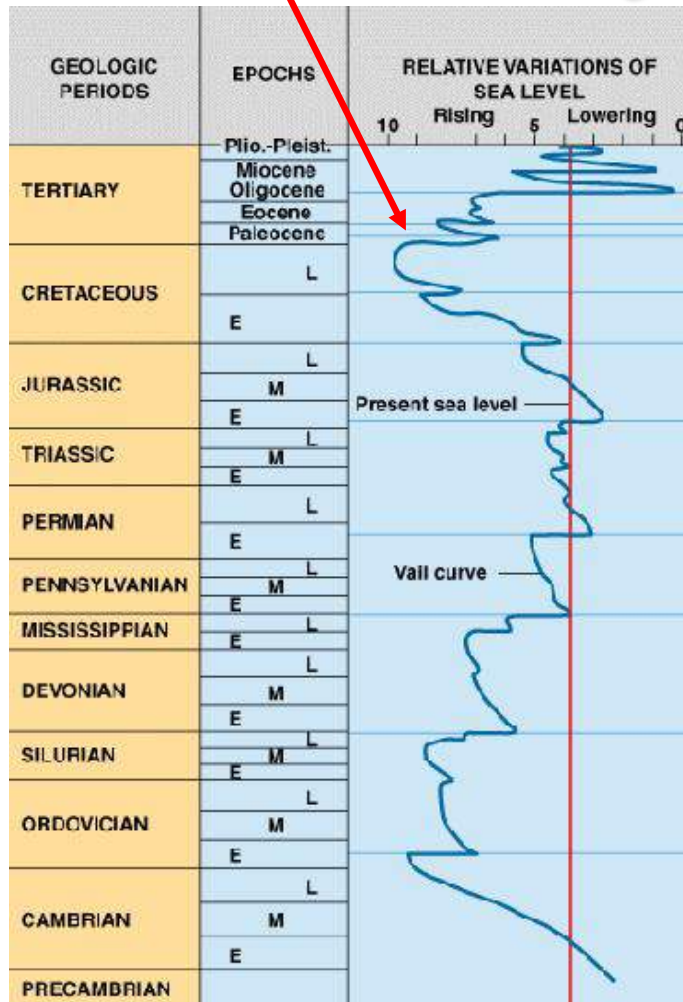 GEOLOGIC
PERIODS
EPOCHS
RELATIVE VARIATIONS OF
SEA LEVEL
Rising Lowering
10 5 0
Plio.-Pleist.
TERTIARY
Miocene
Oligocene
Eocene
Paleocene
CRETACEOUS
L
E
JURASSIC
L
M
E
Present sea level
TRIASSIC
L
M
E
PERMIAN
L
E
PENNSYLVANIAN
L
M
E
Vail curve
MISSISSIPPIAN
L
E
DEVONIAN
L
M
E
SILURIAN
L
M
E
ORDOVICIAN
L
M
E
CAMBRIAN
L
M
E
PRECAMBRIAN